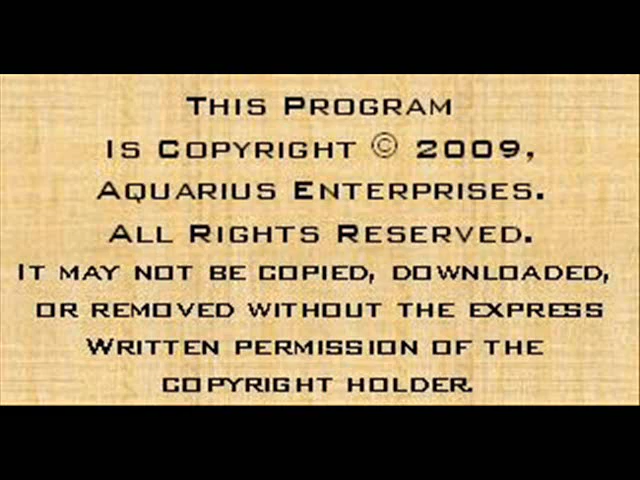 This Program
Is Copyright © 2009,
Aquarius Enterprises.
All Rights Reserved.
It may not be copied, downloaded,
or removed without the express
Written permission of the
copyright holder.